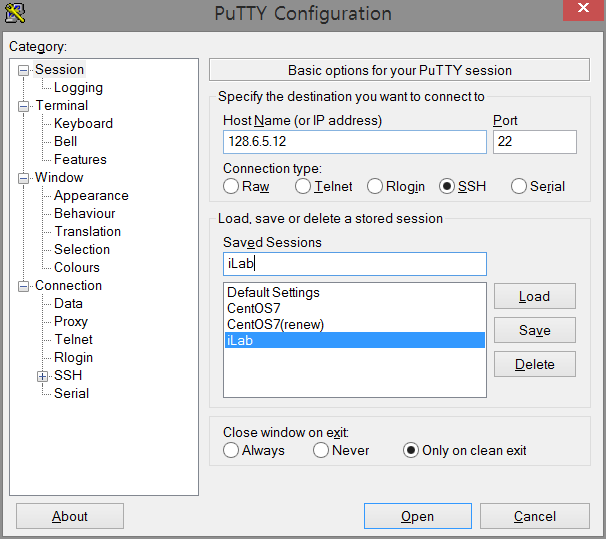 PuTTY Configuration
Category:
Session
Logging
Terminal
Keyboard
Bell
Features
Window
Appearance
Behaviour
Translation
Selection
Colours
Connection
Data
Proxy
Telnet
Rlogin
SSH
Serial
Basic options for your PuTTY session
Specify the destination you want to connect to
Host Name (or IP address) Port
128.6.5.12 22
Connection type:
Raw Telnet Rlogin SSH Serial
Load, save or delete a stored session
Saved Sessions
iLab
Default Settings
CentOS7
CentOS7(renew)
iLab
Load
Save
Delete
Close window on exit:
Always Never Only on clean exit
About Open Cancel